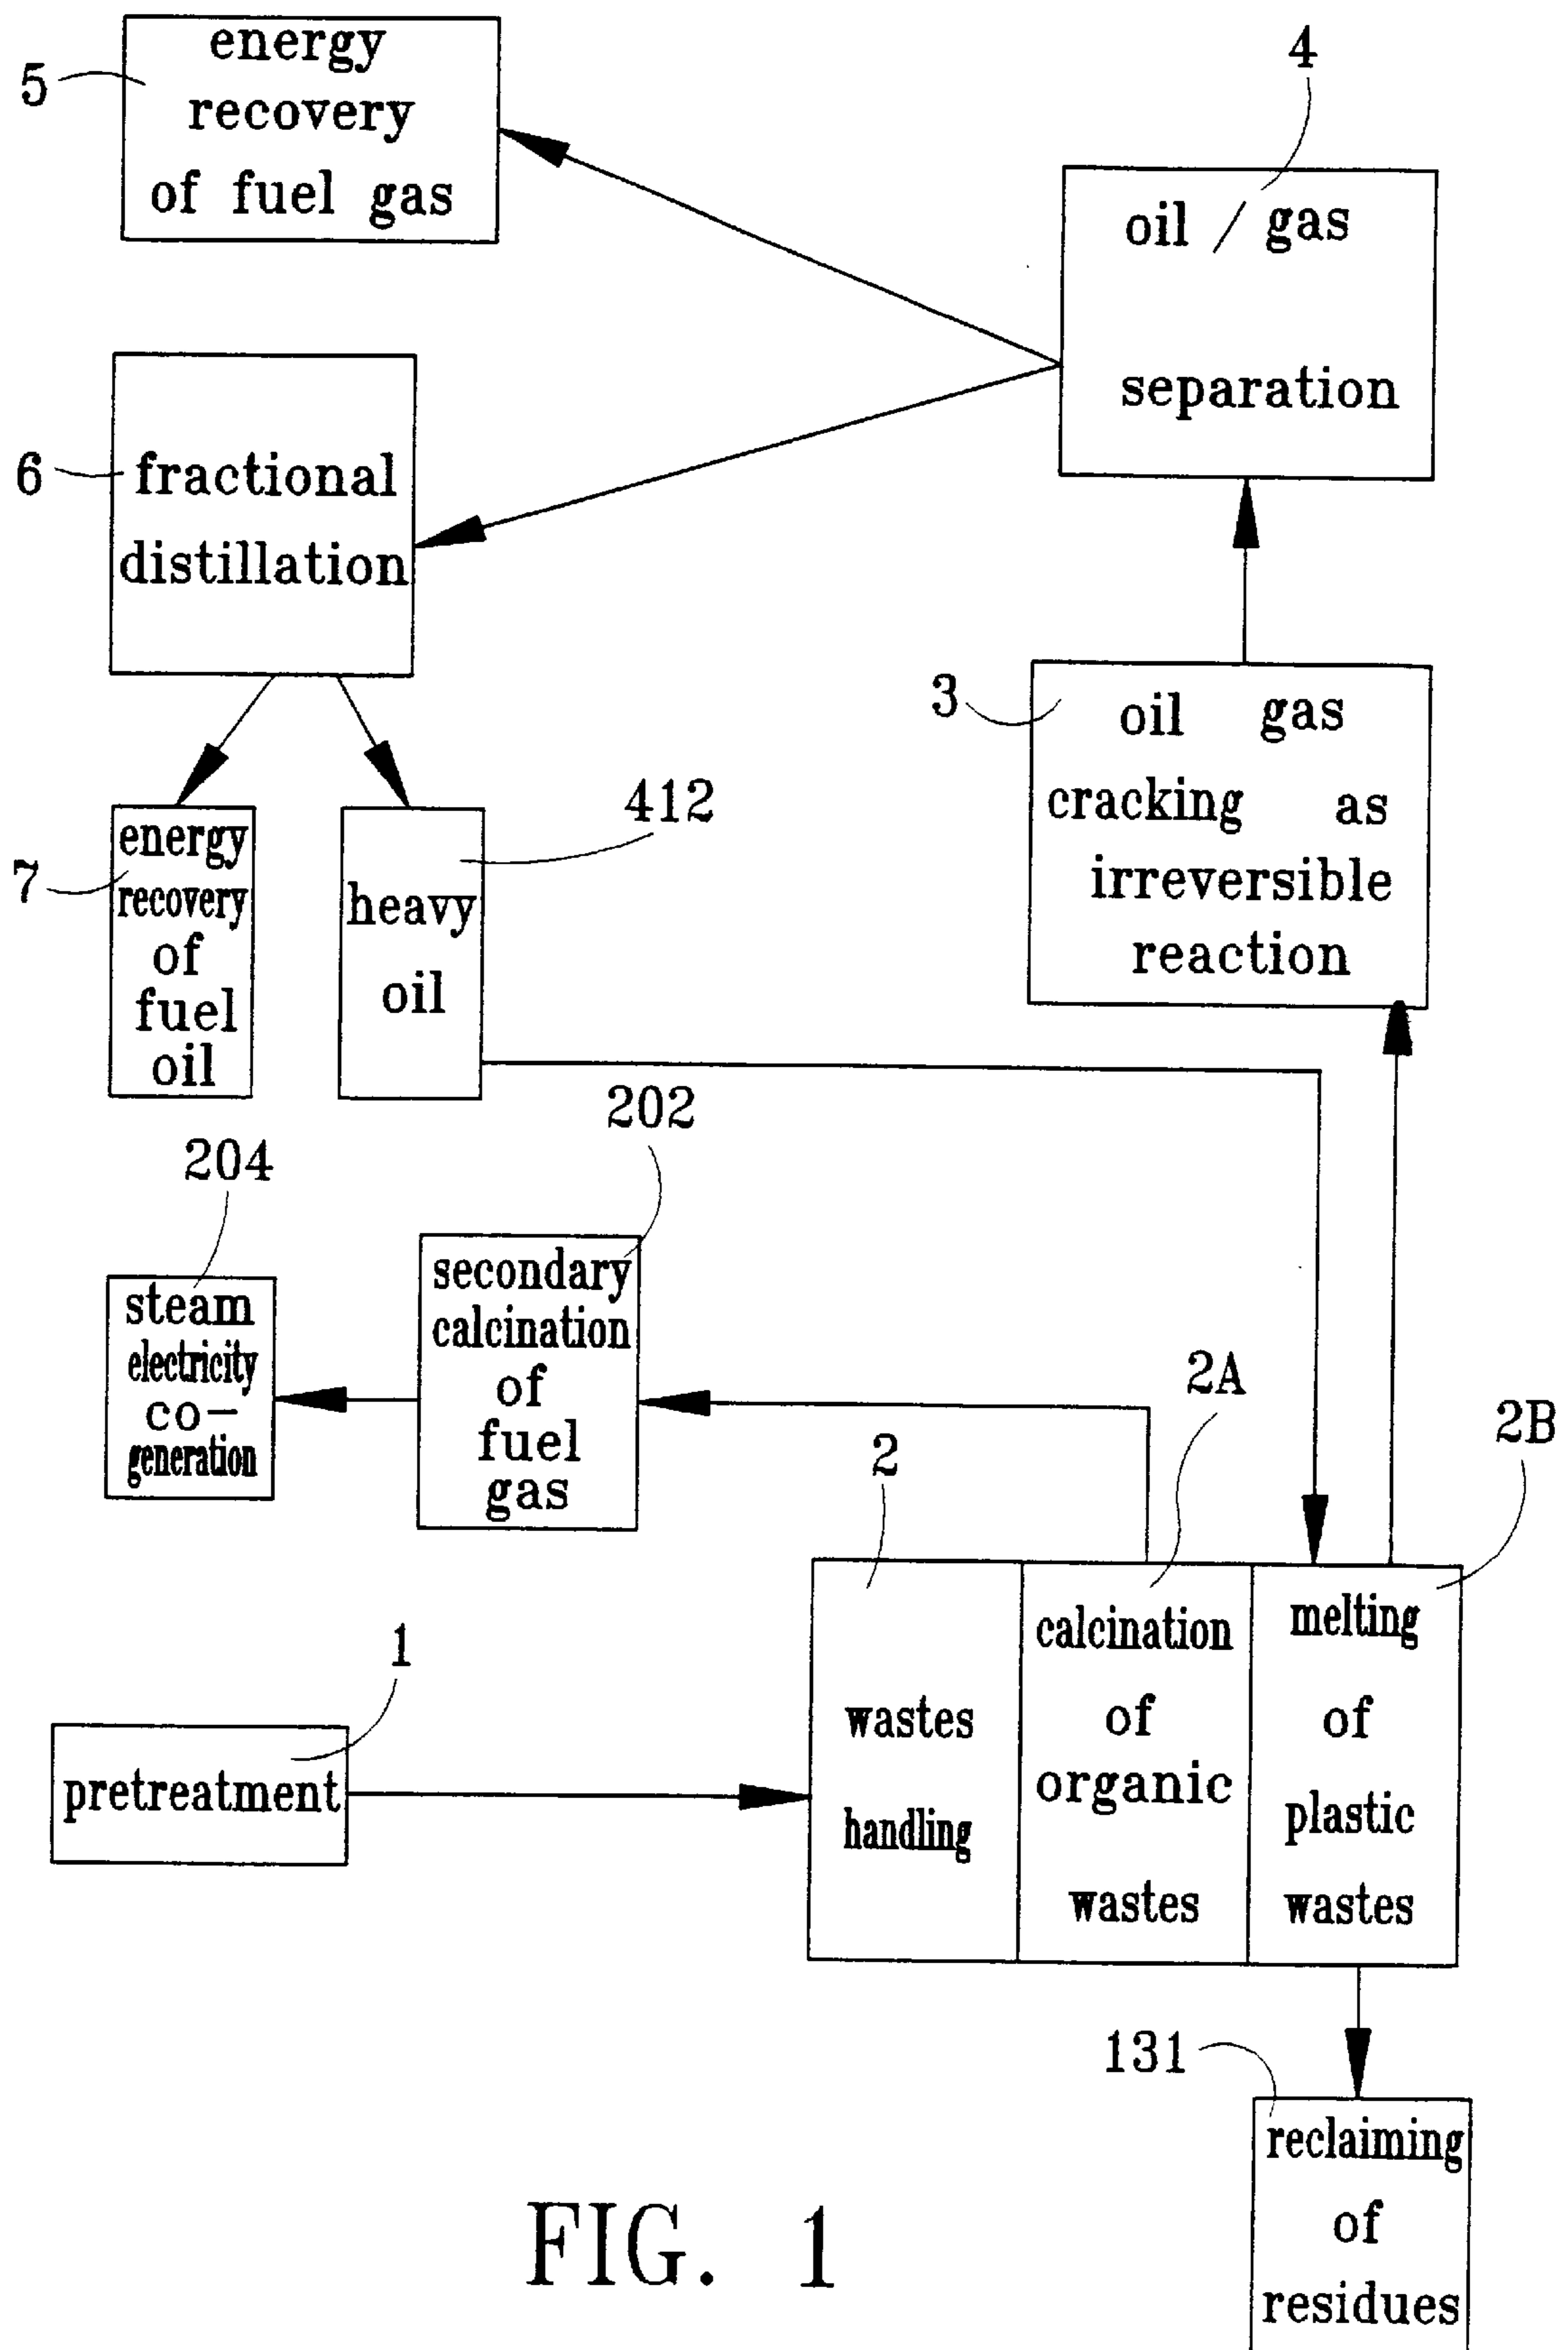 energy
recovery
of fuel gas
5
4
oil / gas
separation
6
fractional
distillation
3
oil gas
cracking as
irreversible
reaction
7
energy
recovery
of
fuel
oil
412
heavy
oil
204
steam
electricity
co-
generation
202
secondary
calcination
of
fuel
gas
2
wastes
handling
2A
calcination
of
organic
wastes
2B
melting
of
plastic
wastes
1
pretreatment
131
reclaiming
of
residues
FIG. 1